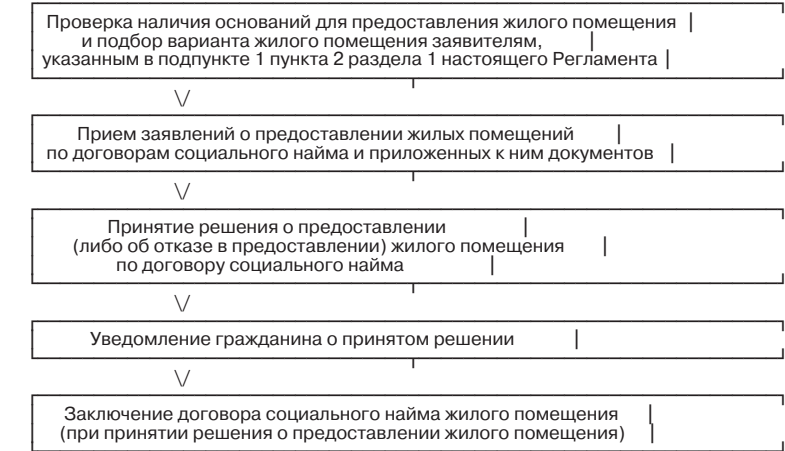 Проверка наличия оснований для предоставления жилого помещения
и подбор варианта жилого помещения заявителям,
указанным в подпункте 1 пункта 2 раздела 1 настоящего Регламента
Прием заявлений о предоставлении жилых помещений
по договорам социального найма и приложенных к ним документов
Принятие решения о предоставлении
(либо об отказе в предоставлении) жилого помещения
по договору социального найма
Уведомление гражданина о принятом решении
Заключение договора социального найма жилого помещения
(при принятии решения о предоставлении жилого помещения)